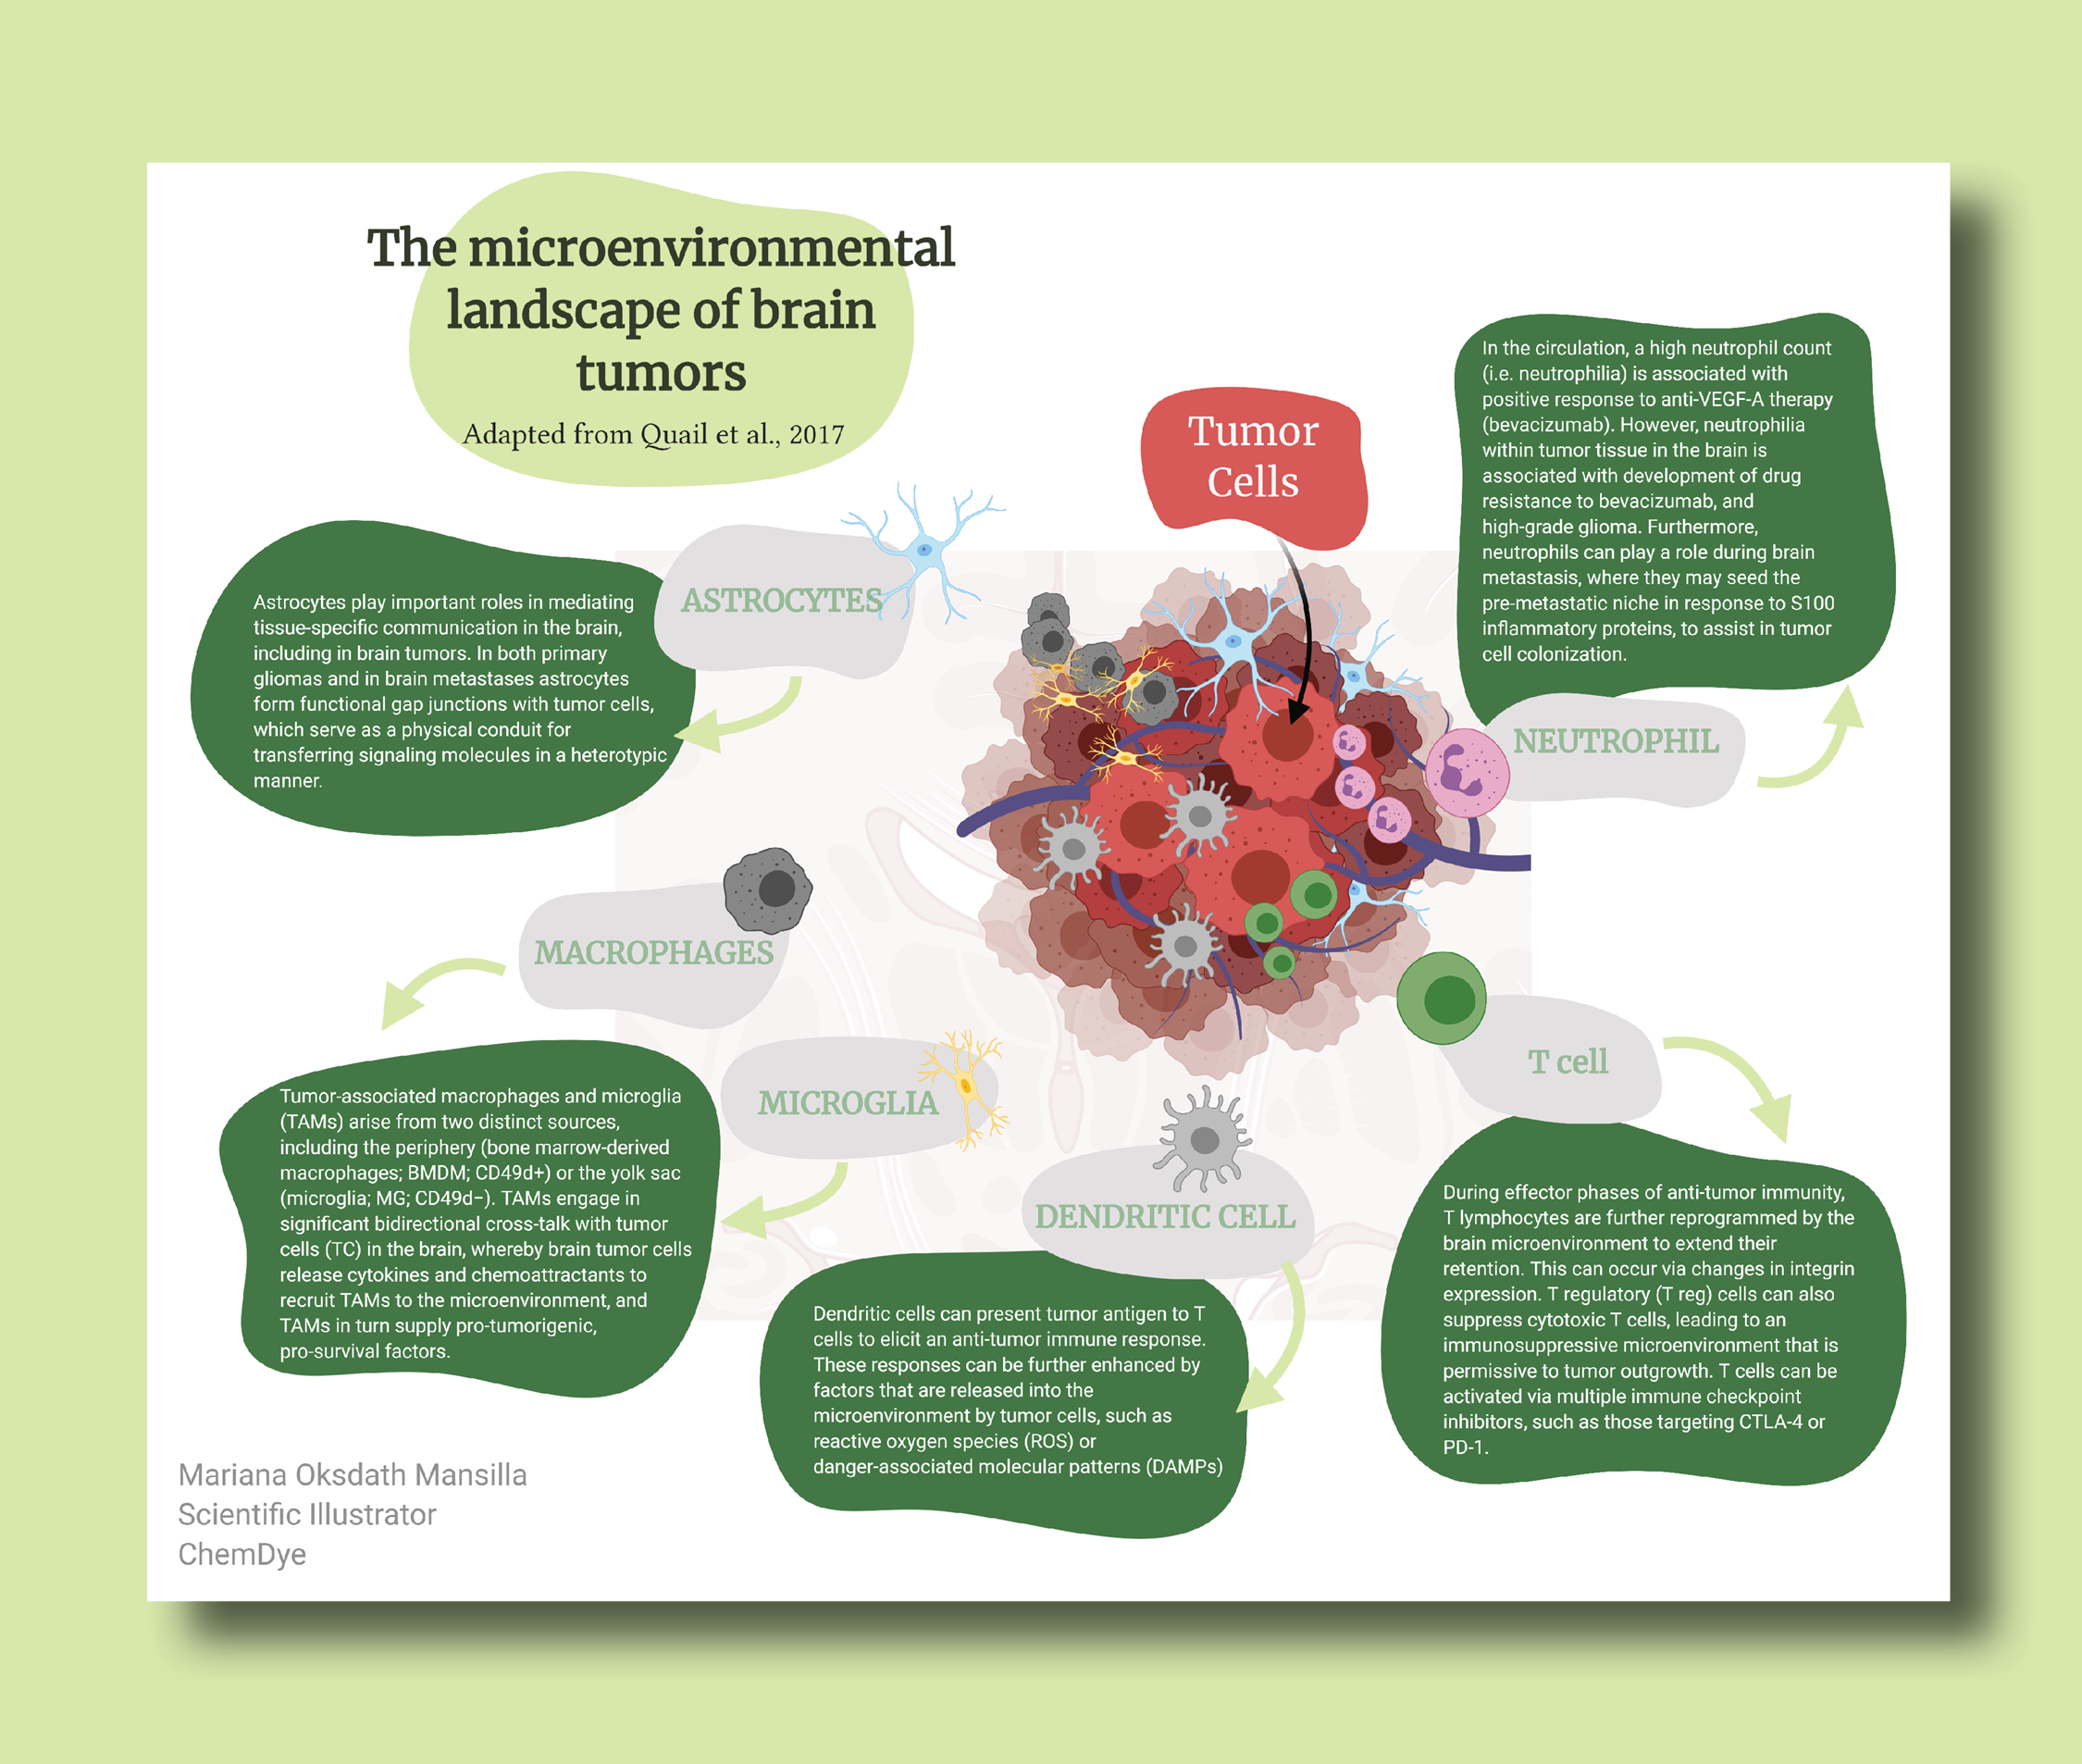 The microenvironmental
landscape of brain
tumors
Adapted from Quail et al., 2017
Tumor
Cells
In the circulation, a high neutrophil count
(i.e. neutrophilia) is associated with
positive response to anti-VEGF-A therapy
(bevacizumab). However, neutrophilia
within tumor tissue in the brain is
associated with development of drug
resistance to bevacizumab, and
high-grade glioma. Furthermore,
neutrophils can play a role during brain
metastasis, where they may seed the
pre-metastatic niche in response to S100
inflammatory proteins, to assist in tumor
cell colonization.
NEUTROPHIL
ASTROCYTES
Astrocytes play important roles in mediating
tissue-specific communication in the brain,
including in brain tumors. In both primary
gliomas and in brain metastases astrocytes
form functional gap junctions with tumor cells,
which serve as a physical conduit for
transferring signaling molecules in a heterotypic
manner.
MACROPHAGES
MICROGLIA
Tumor-associated macrophages and microglia
(TAMs) arise from two distinct sources,
including the periphery (bone marrow-derived
macrophages; BMDM; CD49d+) or the yolk sac
(microglia; MG; CD49d−). TAMs engage in
significant bidirectional cross-talk with tumor
cells (TC) in the brain, whereby brain tumor cells
release cytokines and chemoattractants to
recruit TAMs to the microenvironment, and
TAMs in turn supply pro-tumorigenic,
pro-survival factors.
DENDRITIC CELL
Dendritic cells can present tumor antigen to T
cells to elicit an anti-tumor immune response.
These responses can be further enhanced by
factors that are released into the
microenvironment by tumor cells, such as
reactive oxygen species (ROS) or
danger-associated molecular patterns (DAMPs)
T cell
During effector phases of anti-tumor immunity,
T lymphocytes are further reprogrammed by the
brain microenvironment to extend their
retention. This can occur via changes in integrin
expression. T regulatory (T reg) cells can also
suppress cytotoxic T cells, leading to an
immunosuppressive microenvironment that is
permissive to tumor outgrowth. T cells can be
activated via multiple immune checkpoint
inhibitors, such as those targeting CTLA-4 or
PD-1.
Mariana Oksdath Mansilla
Scientific Illustrator
ChemDye